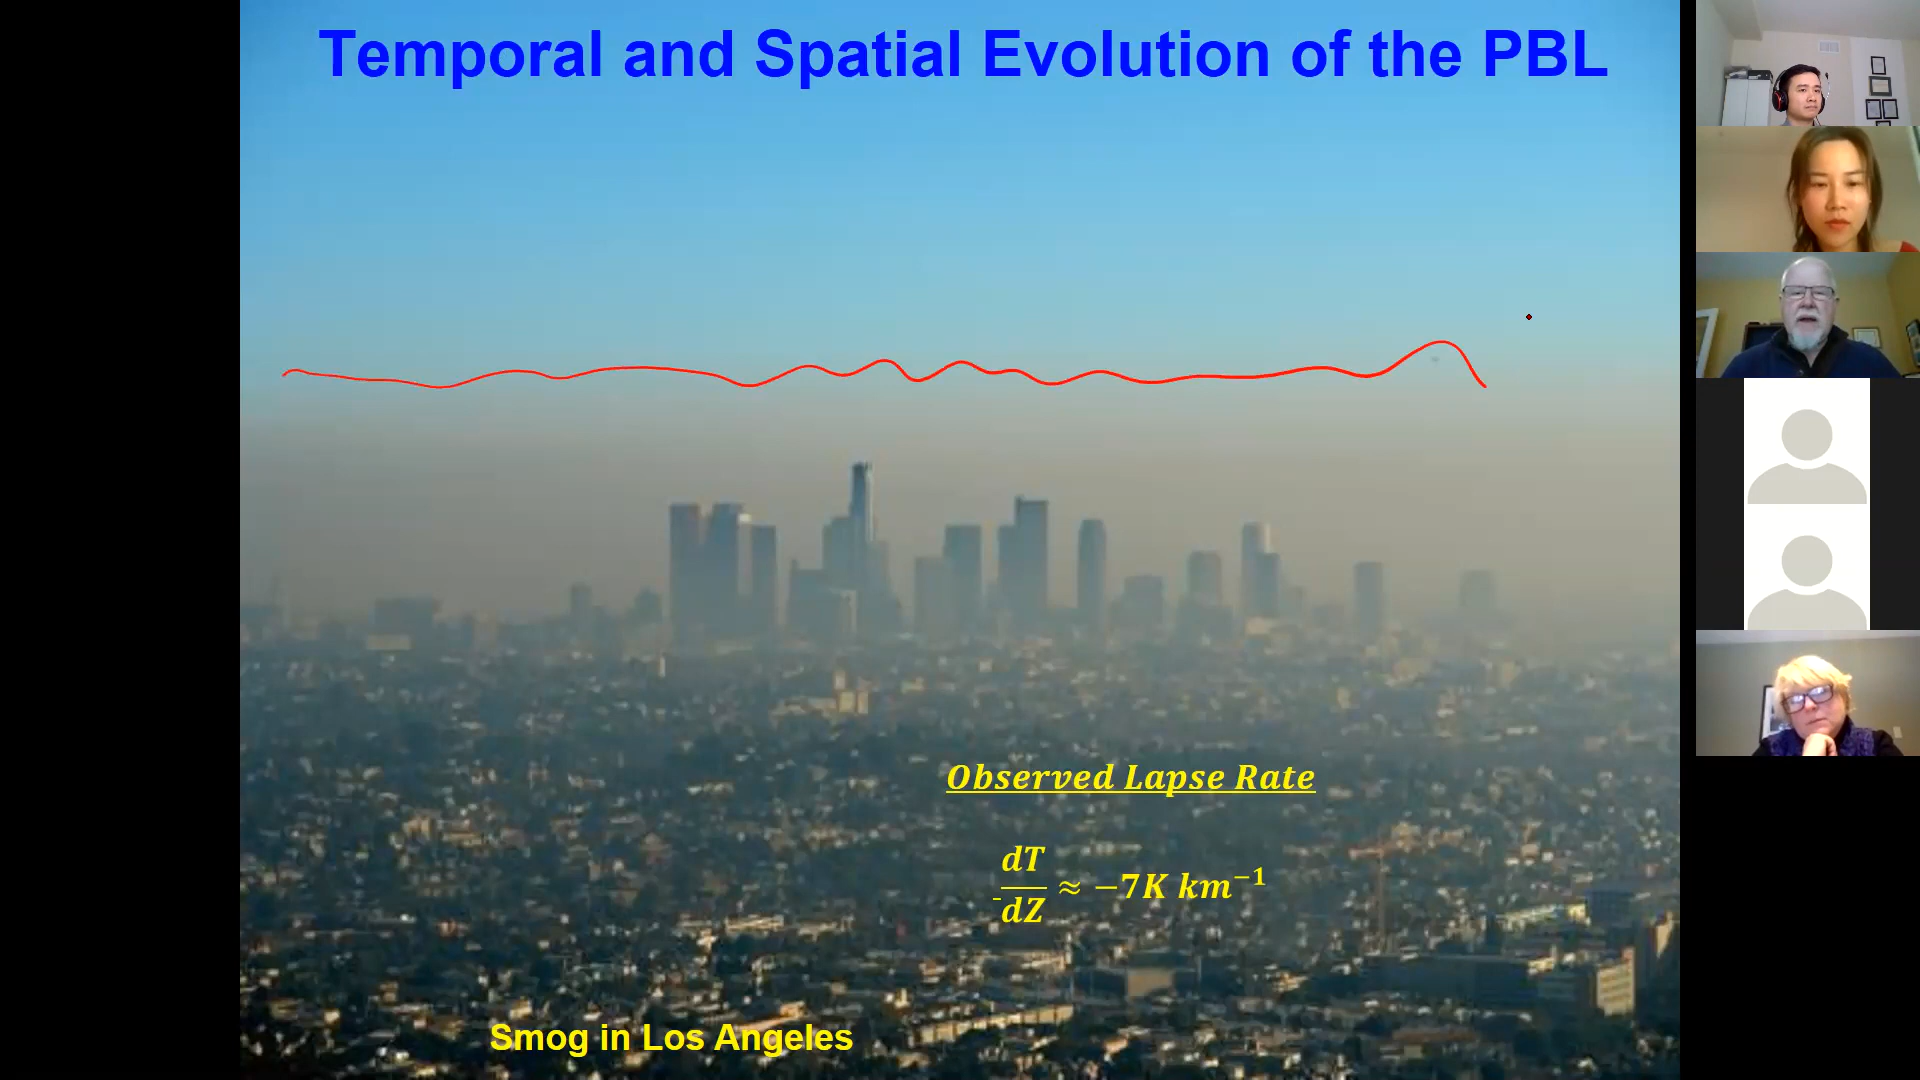 Temporal and Spatial Evolution of the PBL
Observed Lapse Rate
dT/dZ ≈ −7K km⁻¹
Smog in Los Angeles